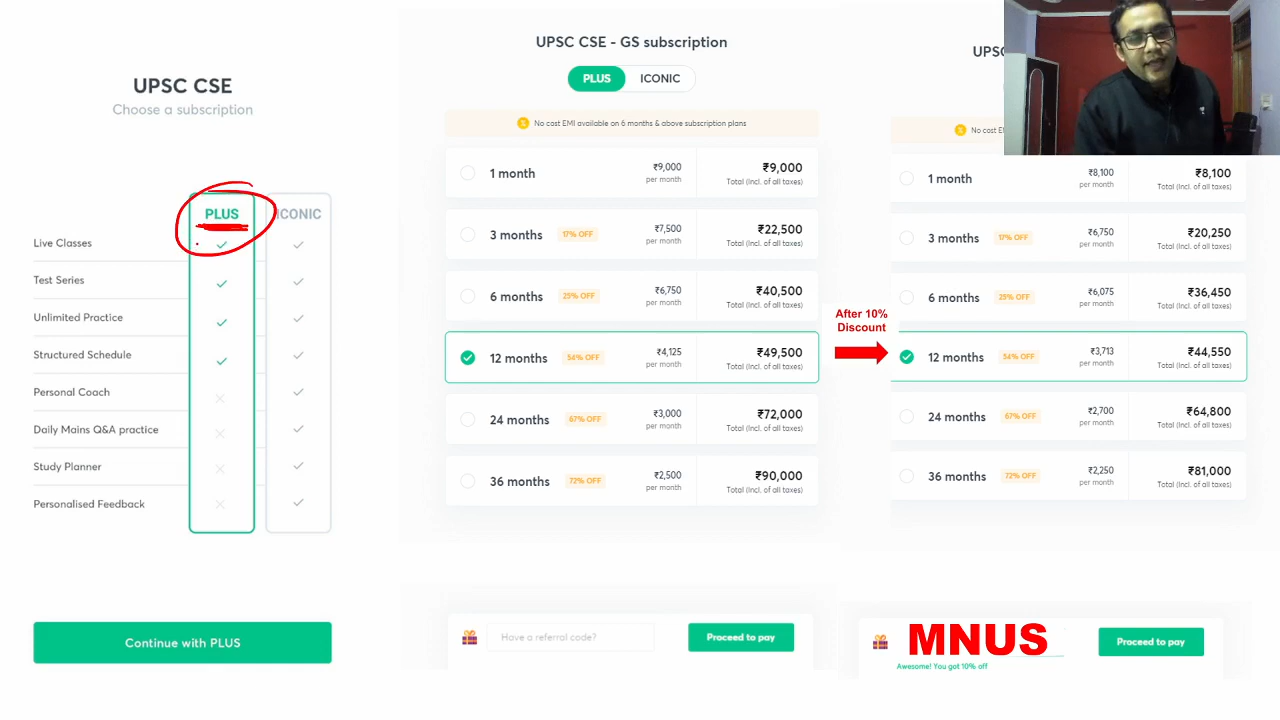 UPSC CSE
Choose a subscription
PLUS
ICONIC
Live Classes
Test Series
Unlimited Practice
Structured Schedule
Personal Coach
Daily Mains Q&A practice
Study Planner
Personalised Feedback
Continue with PLUS
UPSC CSE - GS subscription
PLUS ICONIC
No cost EMI available on 6 months & above subscription plans
1 month ₹9,000 ₹9,000
per month Total (Incl. of all taxes)
3 months 17% OFF ₹7,500 ₹22,500
per month Total (Incl. of all taxes)
6 months 25% OFF ₹6,750 ₹40,500
per month Total (Incl. of all taxes)
12 months 54% OFF ₹4,125 ₹49,500
per month Total (Incl. of all taxes)
24 months 67% OFF ₹3,000 ₹72,000
per month Total (Incl. of all taxes)
36 months 72% OFF ₹2,500 ₹90,000
per month Total (Incl. of all taxes)
Have a referral code? Proceed to pay
After 10%
Discount
UPSC
No cost E
1 month ₹8,100 ₹8,100
per month Total (Incl. of all taxes)
3 months 17% OFF ₹6,750 ₹20,250
per month Total (Incl. of all taxes)
6 months 25% OFF ₹6,075 ₹36,450
per month Total (Incl. of all taxes)
12 months 54% OFF ₹3,713 ₹44,550
per month Total (Incl. of all taxes)
24 months 67% OFF ₹2,700 ₹64,800
per month Total (Incl. of all taxes)
36 months 72% OFF ₹2,250 ₹81,000
per month Total (Incl. of all taxes)
MNUS Proceed to pay
Awesome! You got 10% off